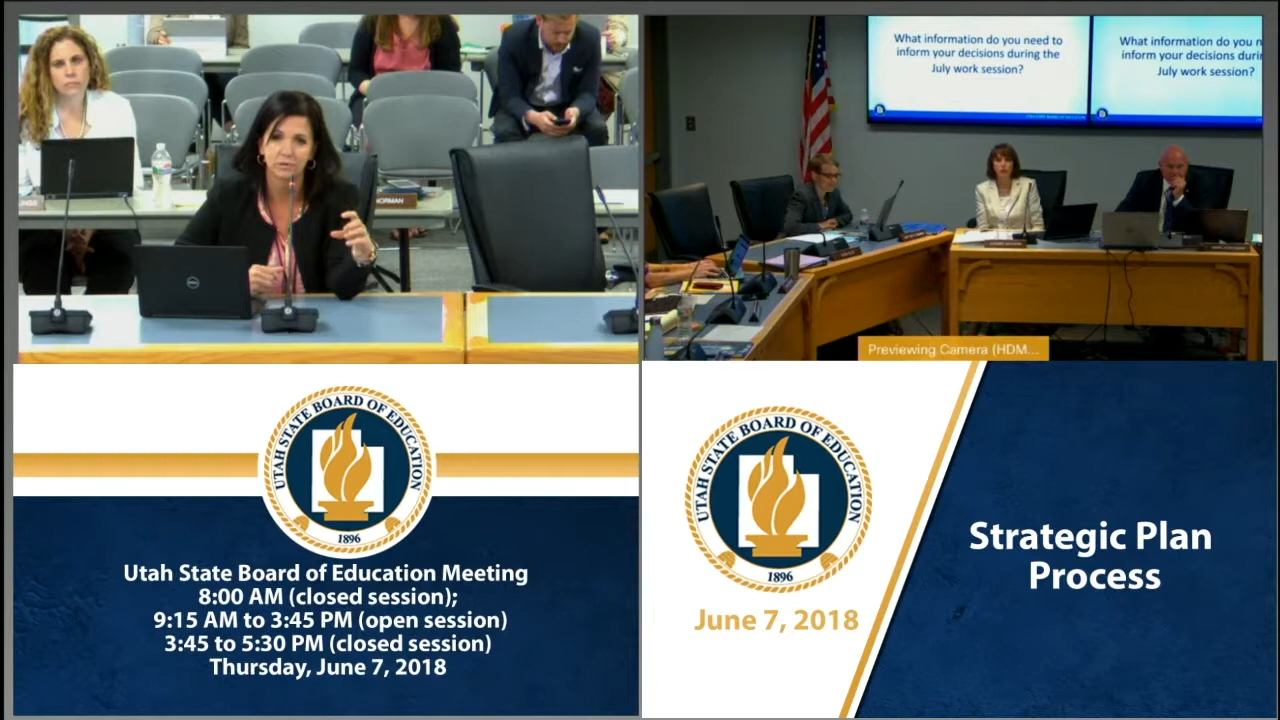 What information do you need to
inform your decisions during the
July work session?
What information do you n
inform your decisions duri
July work session?
NORMAN
DELL
Previewing Camera (HDM...
UTAH STATE BOARD OF EDUCATION
1896
Utah State Board of Education Meeting
8:00 AM (closed session);
9:15 AM to 3:45 PM (open session)
3:45 to 5:30 PM (closed session)
Thursday, June 7, 2018
UTAH STATE BOARD OF EDUCATION
1896
June 7, 2018
Strategic Plan
Process